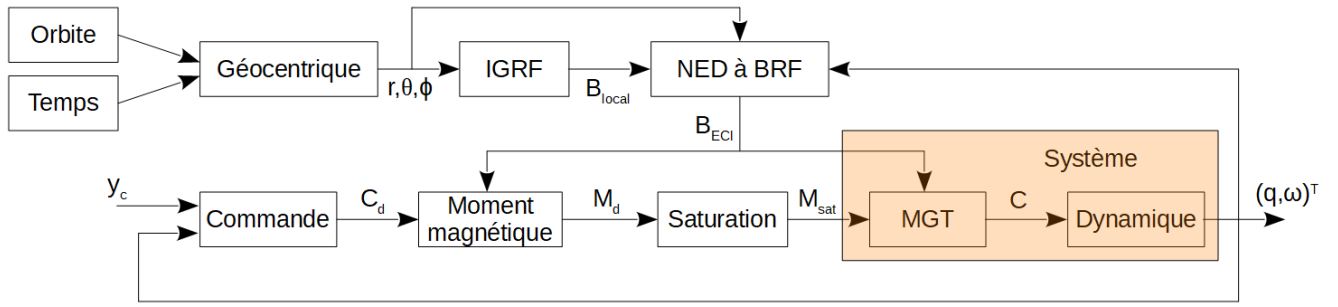 Orbite
Temps
Géocentrique
r,θ,ϕ
IGRF
B_local
NED à BRF
B_ECI
Système
y_c
Commande
C_d
Moment
magnétique
M_d
Saturation
M_sat
MGT
C
Dynamique
(q,ω)^T